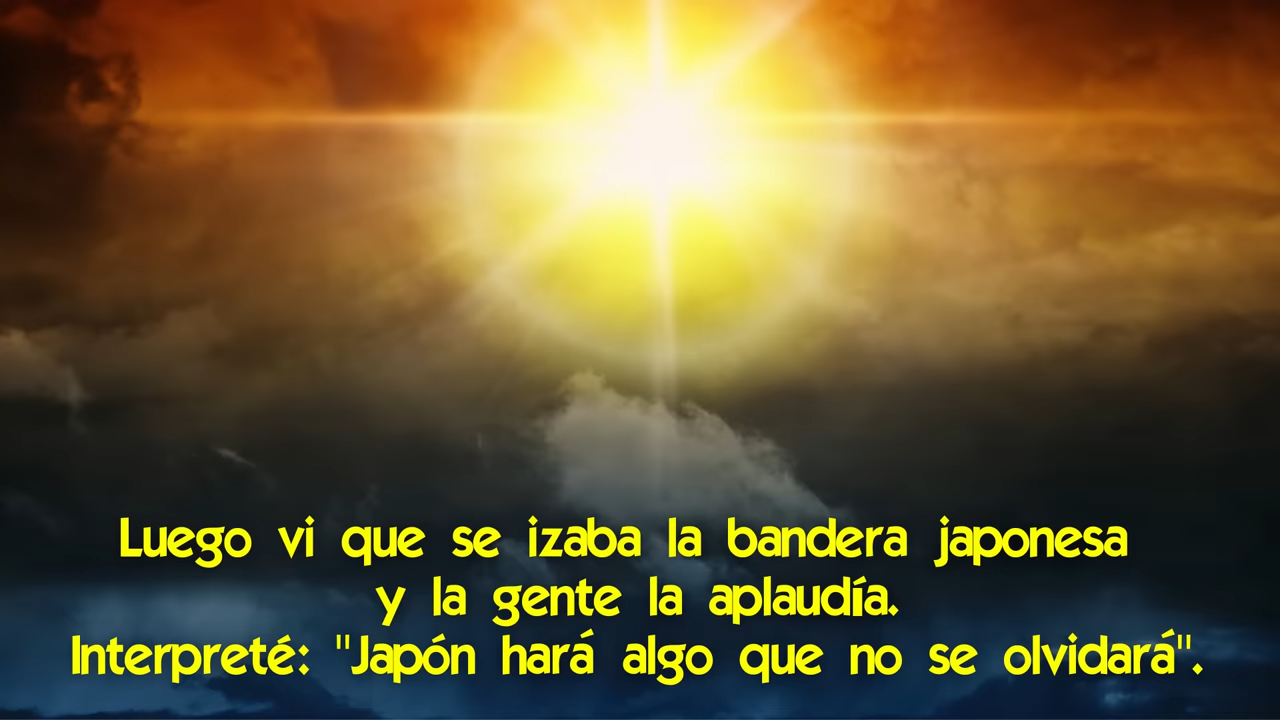 Luego vi que se izaba la bandera japonesa
y la gente la aplaudía.
Interpreté: "Japón hará algo que no se olvidará".